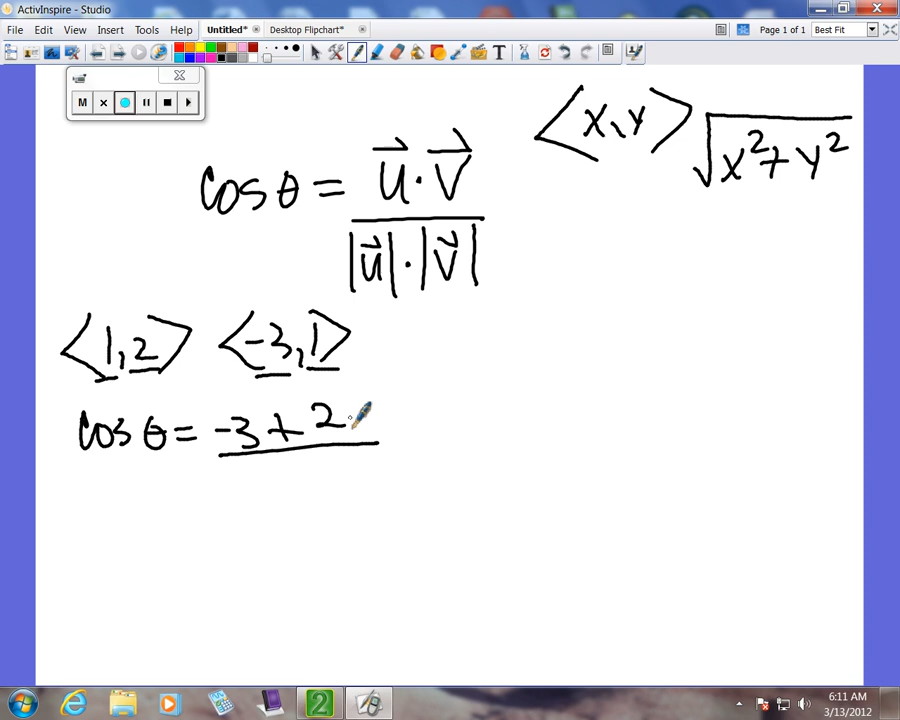 ActivInspire - Studio
File Edit View Insert Tools Help Untitled* Desktop Flipchart* Page 1 of 1 Best Fit
M
⟨x,y⟩ √(x²+y²)
cos θ = u⃗ · v⃗ / |u⃗| · |v⃗|
⟨1,2⟩ ⟨-3,1⟩
cos θ = -3 + 2
2
6:11 AM
3/13/2012